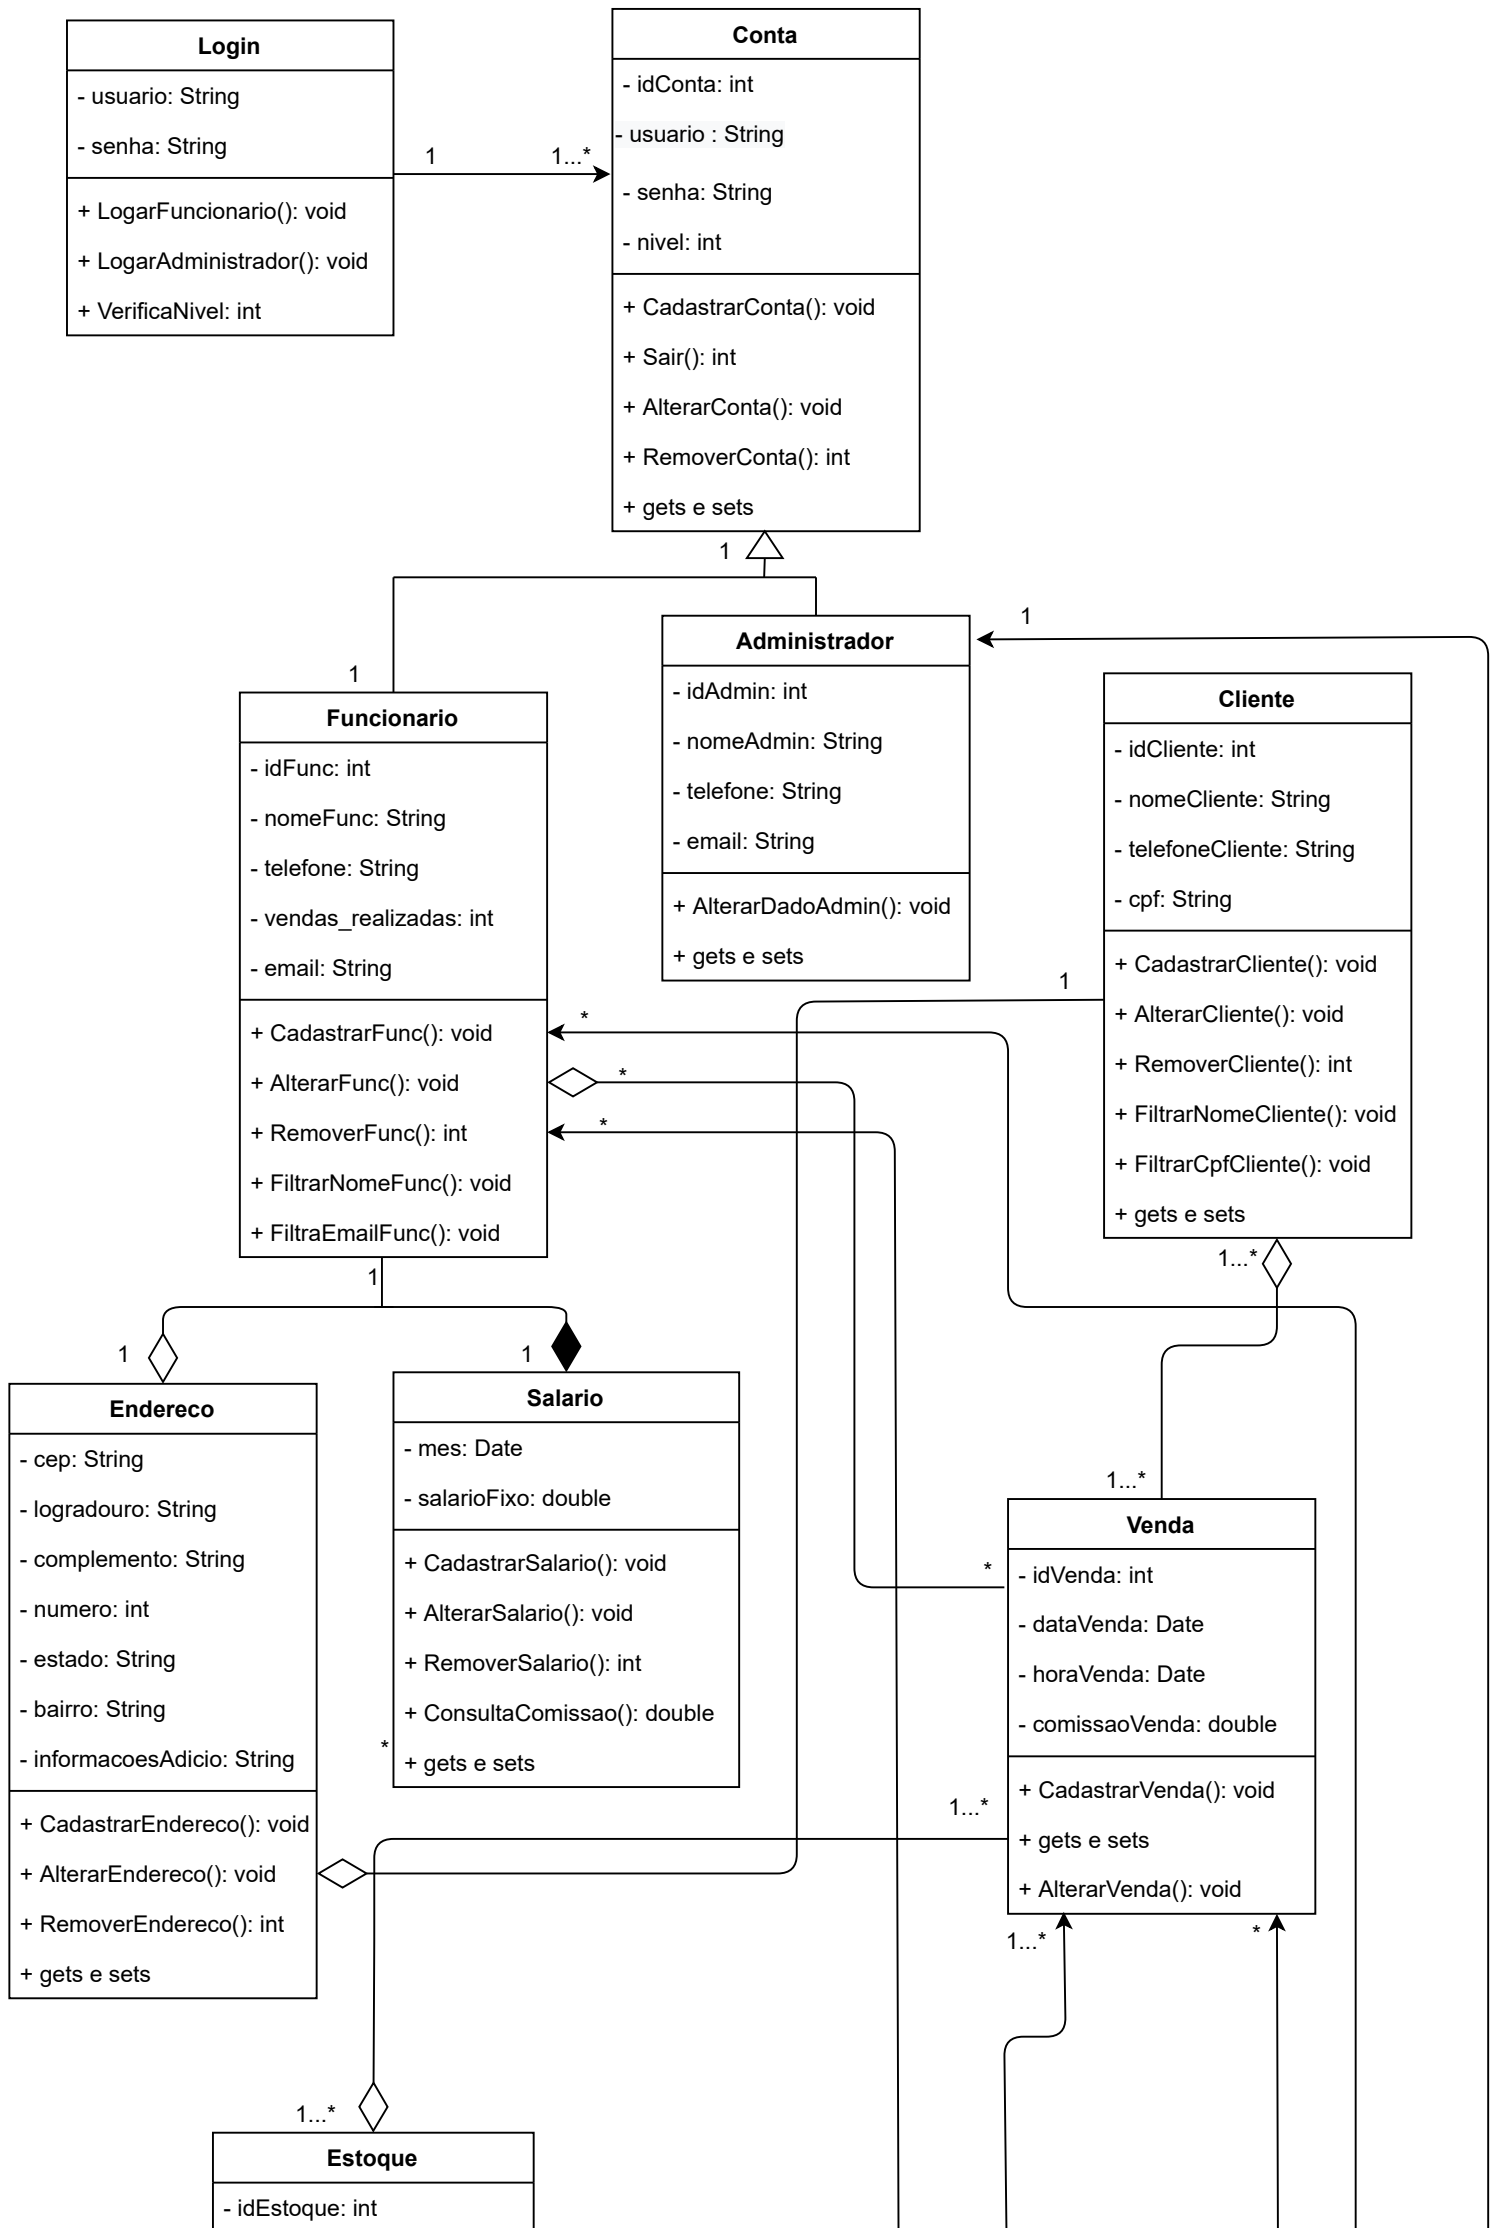 Login
- usuario: String
- senha: String
+ LogarFuncionario(): void
+ LogarAdministrador(): void
+ VerificaNivel: int
1
1...*
Conta
- idConta: int
- usuario : String
- senha: String
- nivel: int
+ CadastrarConta(): void
+ Sair(): int
+ AlterarConta(): void
+ RemoverConta(): int
+ gets e sets
1
1
Funcionario
- idFunc: int
- nomeFunc: String
- telefone: String
- vendas_realizadas: int
- email: String
+ CadastrarFunc(): void
+ AlterarFunc(): void
+ RemoverFunc(): int
+ FiltrarNomeFunc(): void
+ FiltraEmailFunc(): void
*
*
*
1
Administrador
- idAdmin: int
- nomeAdmin: String
- telefone: String
- email: String
+ AlterarDadoAdmin(): void
+ gets e sets
1
Cliente
- idCliente: int
- nomeCliente: String
- telefoneCliente: String
- cpf: String
+ CadastrarCliente(): void
+ AlterarCliente(): void
+ RemoverCliente(): int
+ FiltrarNomeCliente(): void
+ FiltrarCpfCliente(): void
+ gets e sets
1
1...*
1
Endereco
- cep: String
- logradouro: String
- complemento: String
- numero: int
- estado: String
- bairro: String
- informacoesAdicio: String
+ CadastrarEndereco(): void
+ AlterarEndereco(): void
+ RemoverEndereco(): int
+ gets e sets
1
Salario
- mes: Date
- salarioFixo: double
+ CadastrarSalario(): void
+ AlterarSalario(): void
+ RemoverSalario(): int
+ ConsultaComissao(): double
+ gets e sets
*
1...*
Venda
- idVenda: int
- dataVenda: Date
- horaVenda: Date
- comissaoVenda: double
+ CadastrarVenda(): void
+ gets e sets
+ AlterarVenda(): void
*
1...*
1...*
*
1...*
Estoque
- idEstoque: int